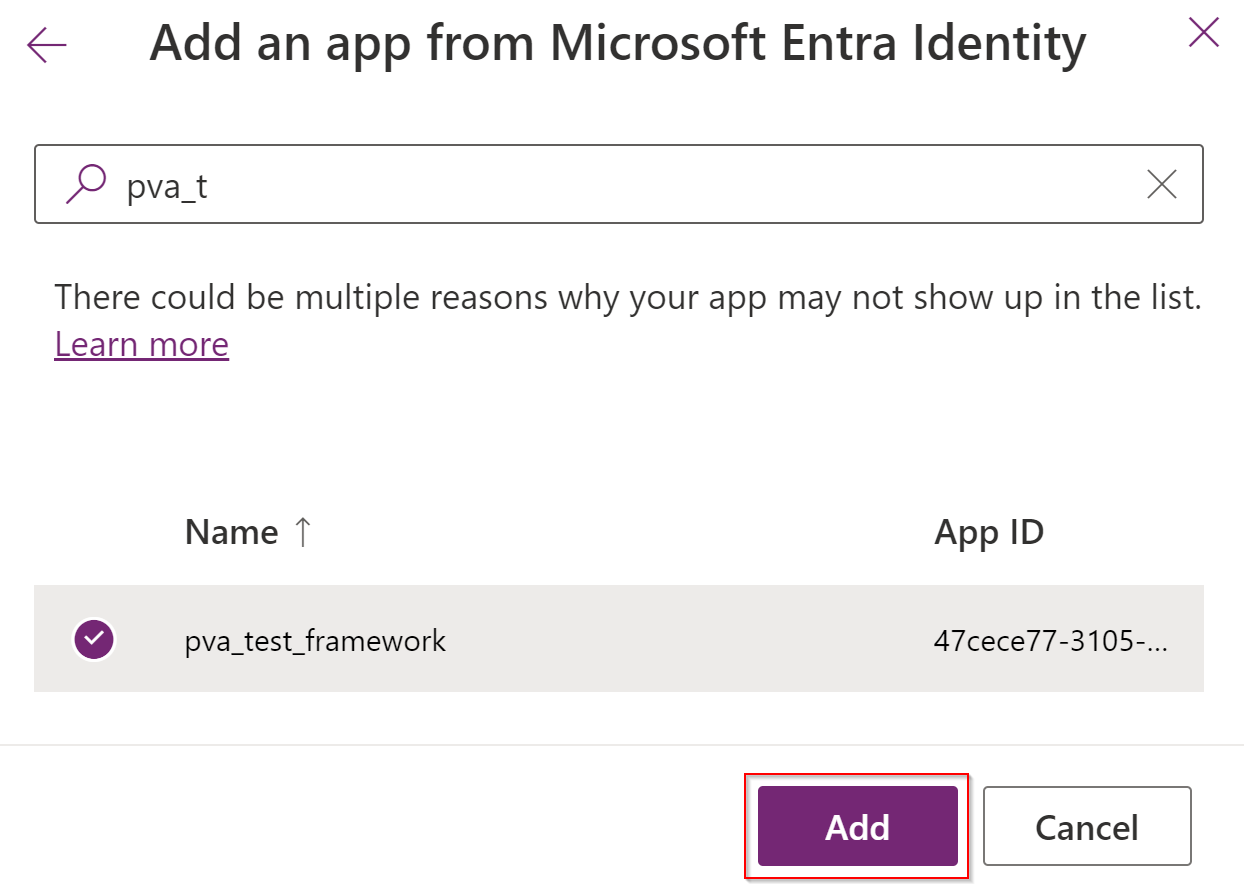 Add an app from Microsoft Entra Identity
pva_t
There could be multiple reasons why your app may not show up in the list.
Learn more
Name ↑ App ID
pva_test_framework 47cece77-3105-...
Add Cancel